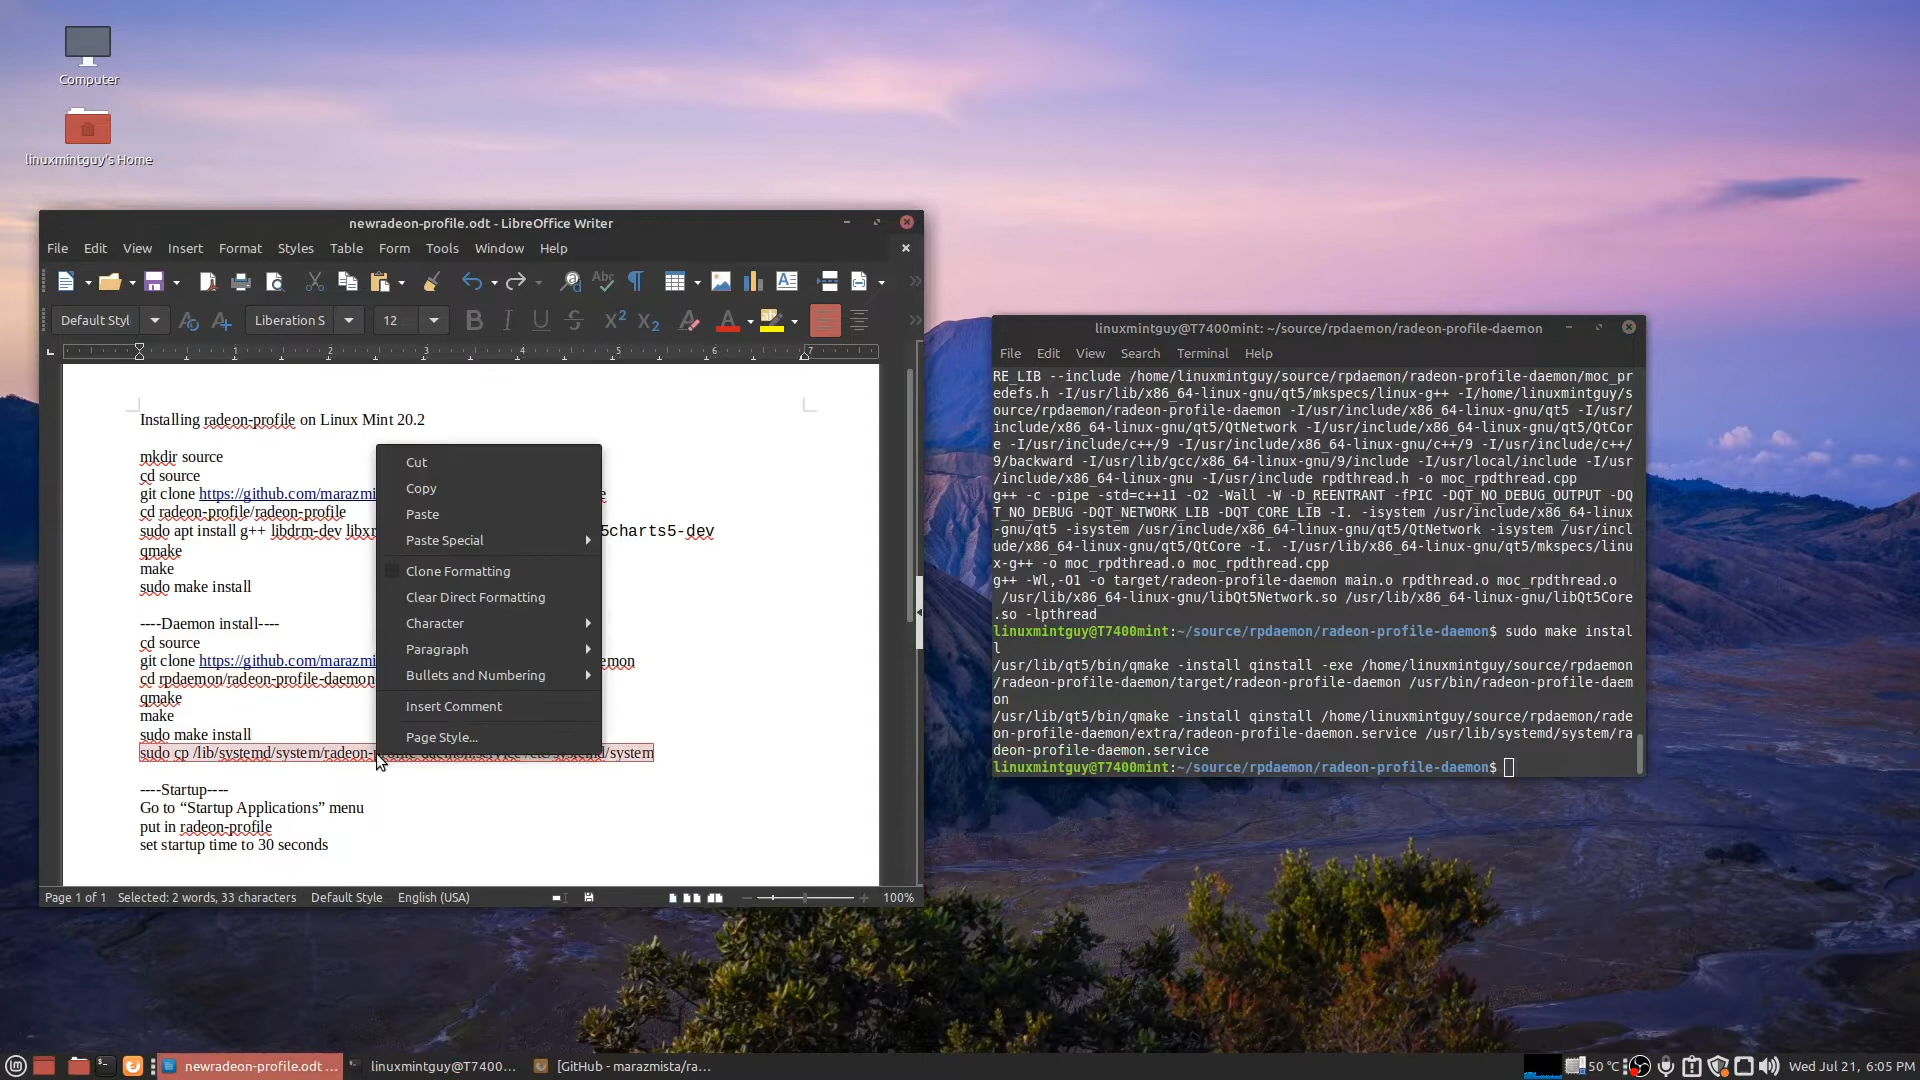 Computer
linuxmintguy's Home
newradeon-profile.odt - LibreOffice Writer
File Edit View Insert Format Styles Table Form Tools Window Help
Default Styl
Liberation S
12
1 2 3 4 5 6 7
Installing radeon-profile on Linux Mint 20.2
mkdir source
cd source
git clone https://github.com/marazmi
cd radeon-profile/radeon-profile
sudo apt install g++ libdrm-dev 5charts5-dev
qmake
make
sudo make install
----Daemon install----
cd source
git clone https://github.com/marazmi emon
cd rpdaemon/radeon-profile-daemon
qmake
make
sudo make install
sudo cp /lib/systemd/system/radeon- /system
----Startup----
Go to “Startup Applications” menu
put in radeon-profile
set startup time to 30 seconds
Cut
Copy
Paste
Paste Special
Clone Formatting
Clear Direct Formatting
Character
Paragraph
Bullets and Numbering
Insert Comment
Page Style...
Page 1 of 1 Selected: 2 words, 33 characters Default Style English (USA) 100%
linuxmintguy@T7400mint: ~/source/rpdaemon/radeon-profile-daemon
File Edit View Search Terminal Help
RE_LIB --include /home/linuxmintguy/source/rpdaemon/radeon-profile-daemon/moc_pr
edefs.h -I/usr/lib/x86_64-linux-gnu/qt5/mkspecs/linux-g++ -I/home/linuxmintguy/s
ource/rpdaemon/radeon-profile-daemon -I/usr/include/x86_64-linux-gnu/qt5 -I/usr/
include/x86_64-linux-gnu/qt5/QtNetwork -I/usr/include/x86_64-linux-gnu/qt5/QtCor
e -I/usr/include/c++/9 -I/usr/include/x86_64-linux-gnu/c++/9 -I/usr/include/c++/
9/backward -I/usr/lib/gcc/x86_64-linux-gnu/9/include -I/usr/local/include -I/usr
/include/x86_64-linux-gnu -I/usr/include rpdthread.h -o moc_rpdthread.cpp
g++ -c -pipe -std=c++11 -O2 -Wall -W -D_REENTRANT -fPIC -DQT_NO_DEBUG_OUTPUT -DQ
T_NO_DEBUG -DQT_NETWORK_LIB -DQT_CORE_LIB -I. -isystem /usr/include/x86_64-linux
-gnu/qt5 -isystem /usr/include/x86_64-linux-gnu/qt5/QtNetwork -isystem /usr/incl
ude/x86_64-linux-gnu/qt5/QtCore -I. -I/usr/lib/x86_64-linux-gnu/qt5/mkspecs/linu
x-g++ -o moc_rpdthread.o moc_rpdthread.cpp
g++ -Wl,-O1 -o target/radeon-profile-daemon main.o rpdthread.o moc_rpdthread.o
/usr/lib/x86_64-linux-gnu/libQt5Network.so /usr/lib/x86_64-linux-gnu/libQt5Core
.so -lpthread
linuxmintguy@T7400mint:~/source/rpdaemon/radeon-profile-daemon$ sudo make instal
l
/usr/lib/qt5/bin/qmake -install qinstall -exe /home/linuxmintguy/source/rpdaemon
/radeon-profile-daemon/target/radeon-profile-daemon /usr/bin/radeon-profile-daem
on
/usr/lib/qt5/bin/qmake -install qinstall /home/linuxmintguy/source/rpdaemon/rade
on-profile-daemon/extra/radeon-profile-daemon.service /usr/lib/systemd/system/ra
deon-profile-daemon.service
linuxmintguy@T7400mint:~/source/rpdaemon/radeon-profile-daemon$
newradeon-profile.odt ...
linuxmintguy@T7400...
[GitHub - marazmista/ra...
50 °C
Wed Jul 21, 6:05 PM